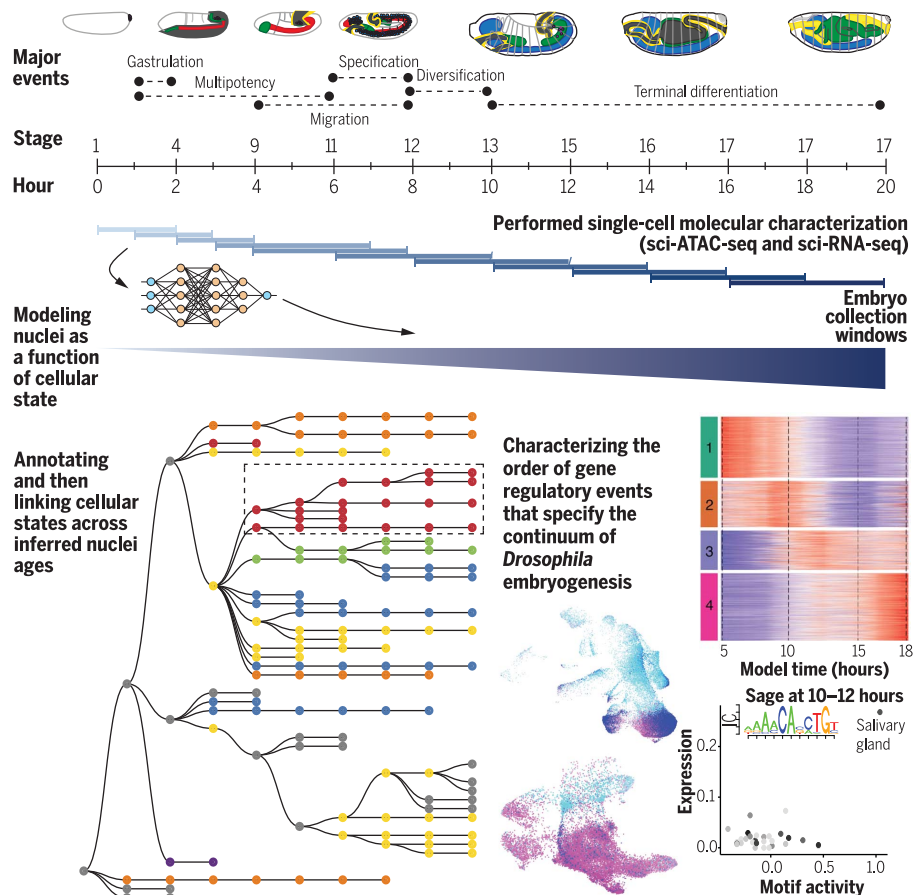 Major
events
Gastrulation
Multipotency
Migration
Specification
Diversification
Terminal differentiation
Stage
1 4 9 11 12 13 15 16 17 17 17
Hour
0 2 4 6 8 10 12 14 16 18 20
Performed single-cell molecular characterization
(sci-ATAC-seq and sci-RNA-seq)
Embryo
collection
windows
Modeling
nuclei as
a function
of cellular
state
Annotating
and then
linking cellular
states across
inferred nuclei
ages
Characterizing the
order of gene
regulatory events
that specify the
continuum of
Drosophila
embryogenesis
1
2
3
4
5 10 15 18
Model time (hours)
Sage at 10–12 hours
IC
AAACA CTGT
Salivary
gland
Expression
0.2
0.1
0.0
0.0 0.5 1.0
Motif activity